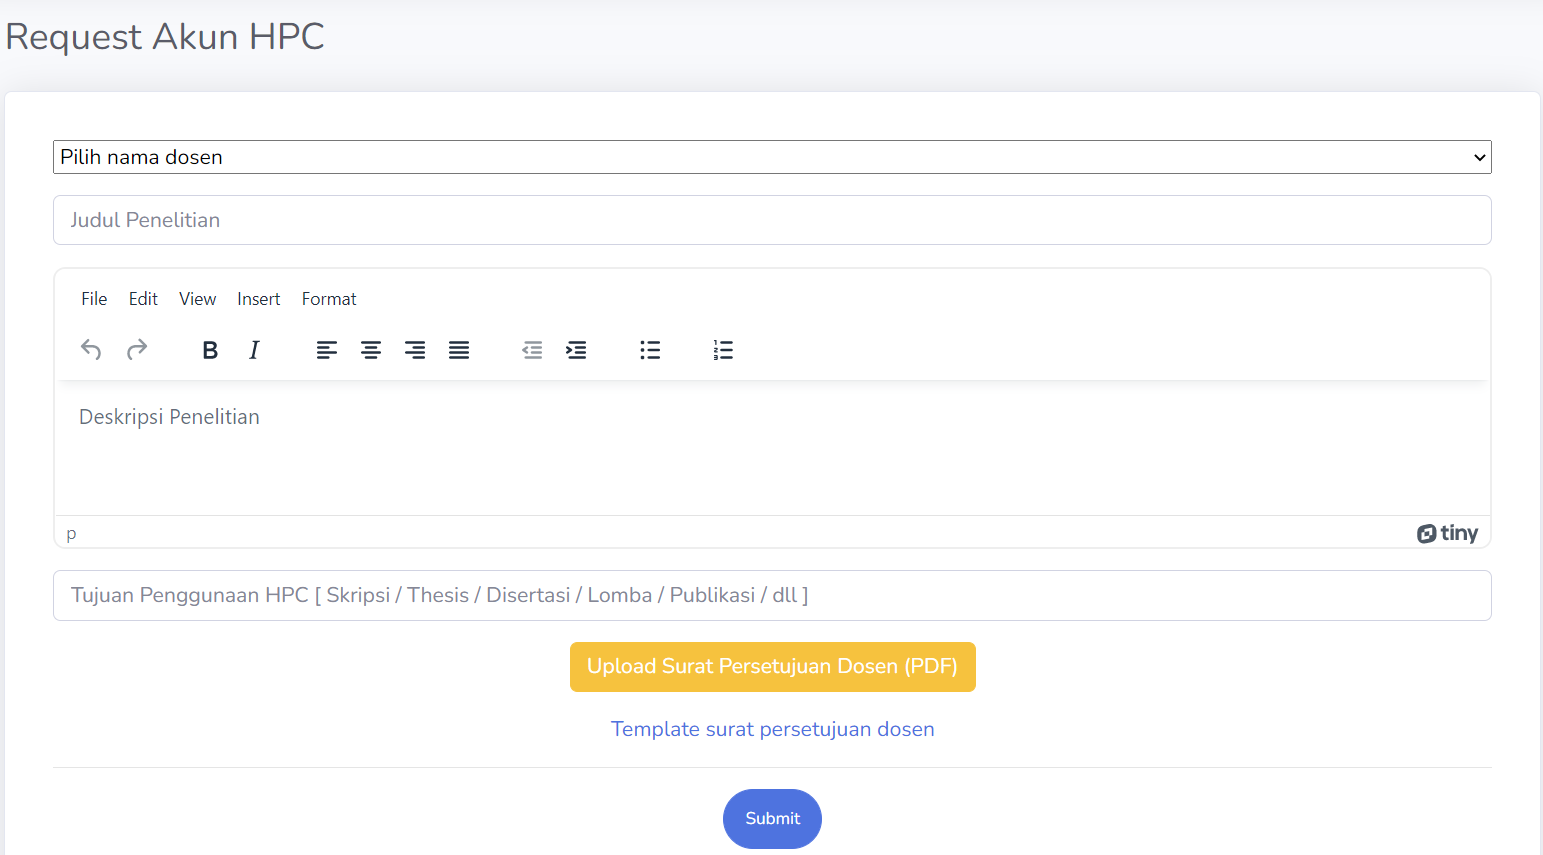 Request Akun HPC
Pilih nama dosen
Judul Penelitian
File Edit View Insert Format
B I
Deskripsi Penelitian
p tiny
Tujuan Penggunaan HPC [ Skripsi / Thesis / Disertasi / Lomba / Publikasi / dll ]
Upload Surat Persetujuan Dosen (PDF)
Template surat persetujuan dosen
Submit